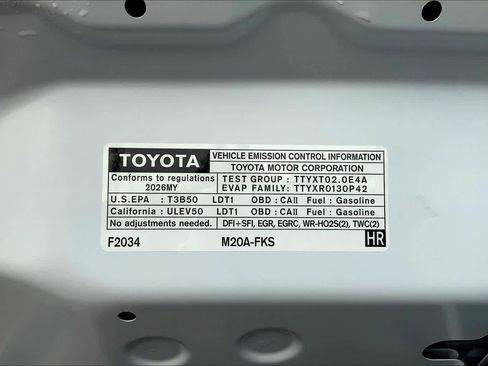 TOYOTA
VEHICLE EMISSION CONTROL INFORMATION
TOYOTA MOTOR CORPORATION
Conforms to regulations
2026MY
TEST GROUP : TTYXT02.0E4A
EVAP FAMILY: TTYXR0130P42
U.S.EPA : T3B50 LDT1 OBD : CAII Fuel : Gasoline
California : ULEV50 LDT1 OBD : CAII Fuel : Gasoline
No adjustments needed. DFI+SFI, EGR, EGRC, WR-HO2S(2), TWC(2)
F2034 M20A-FKS HR